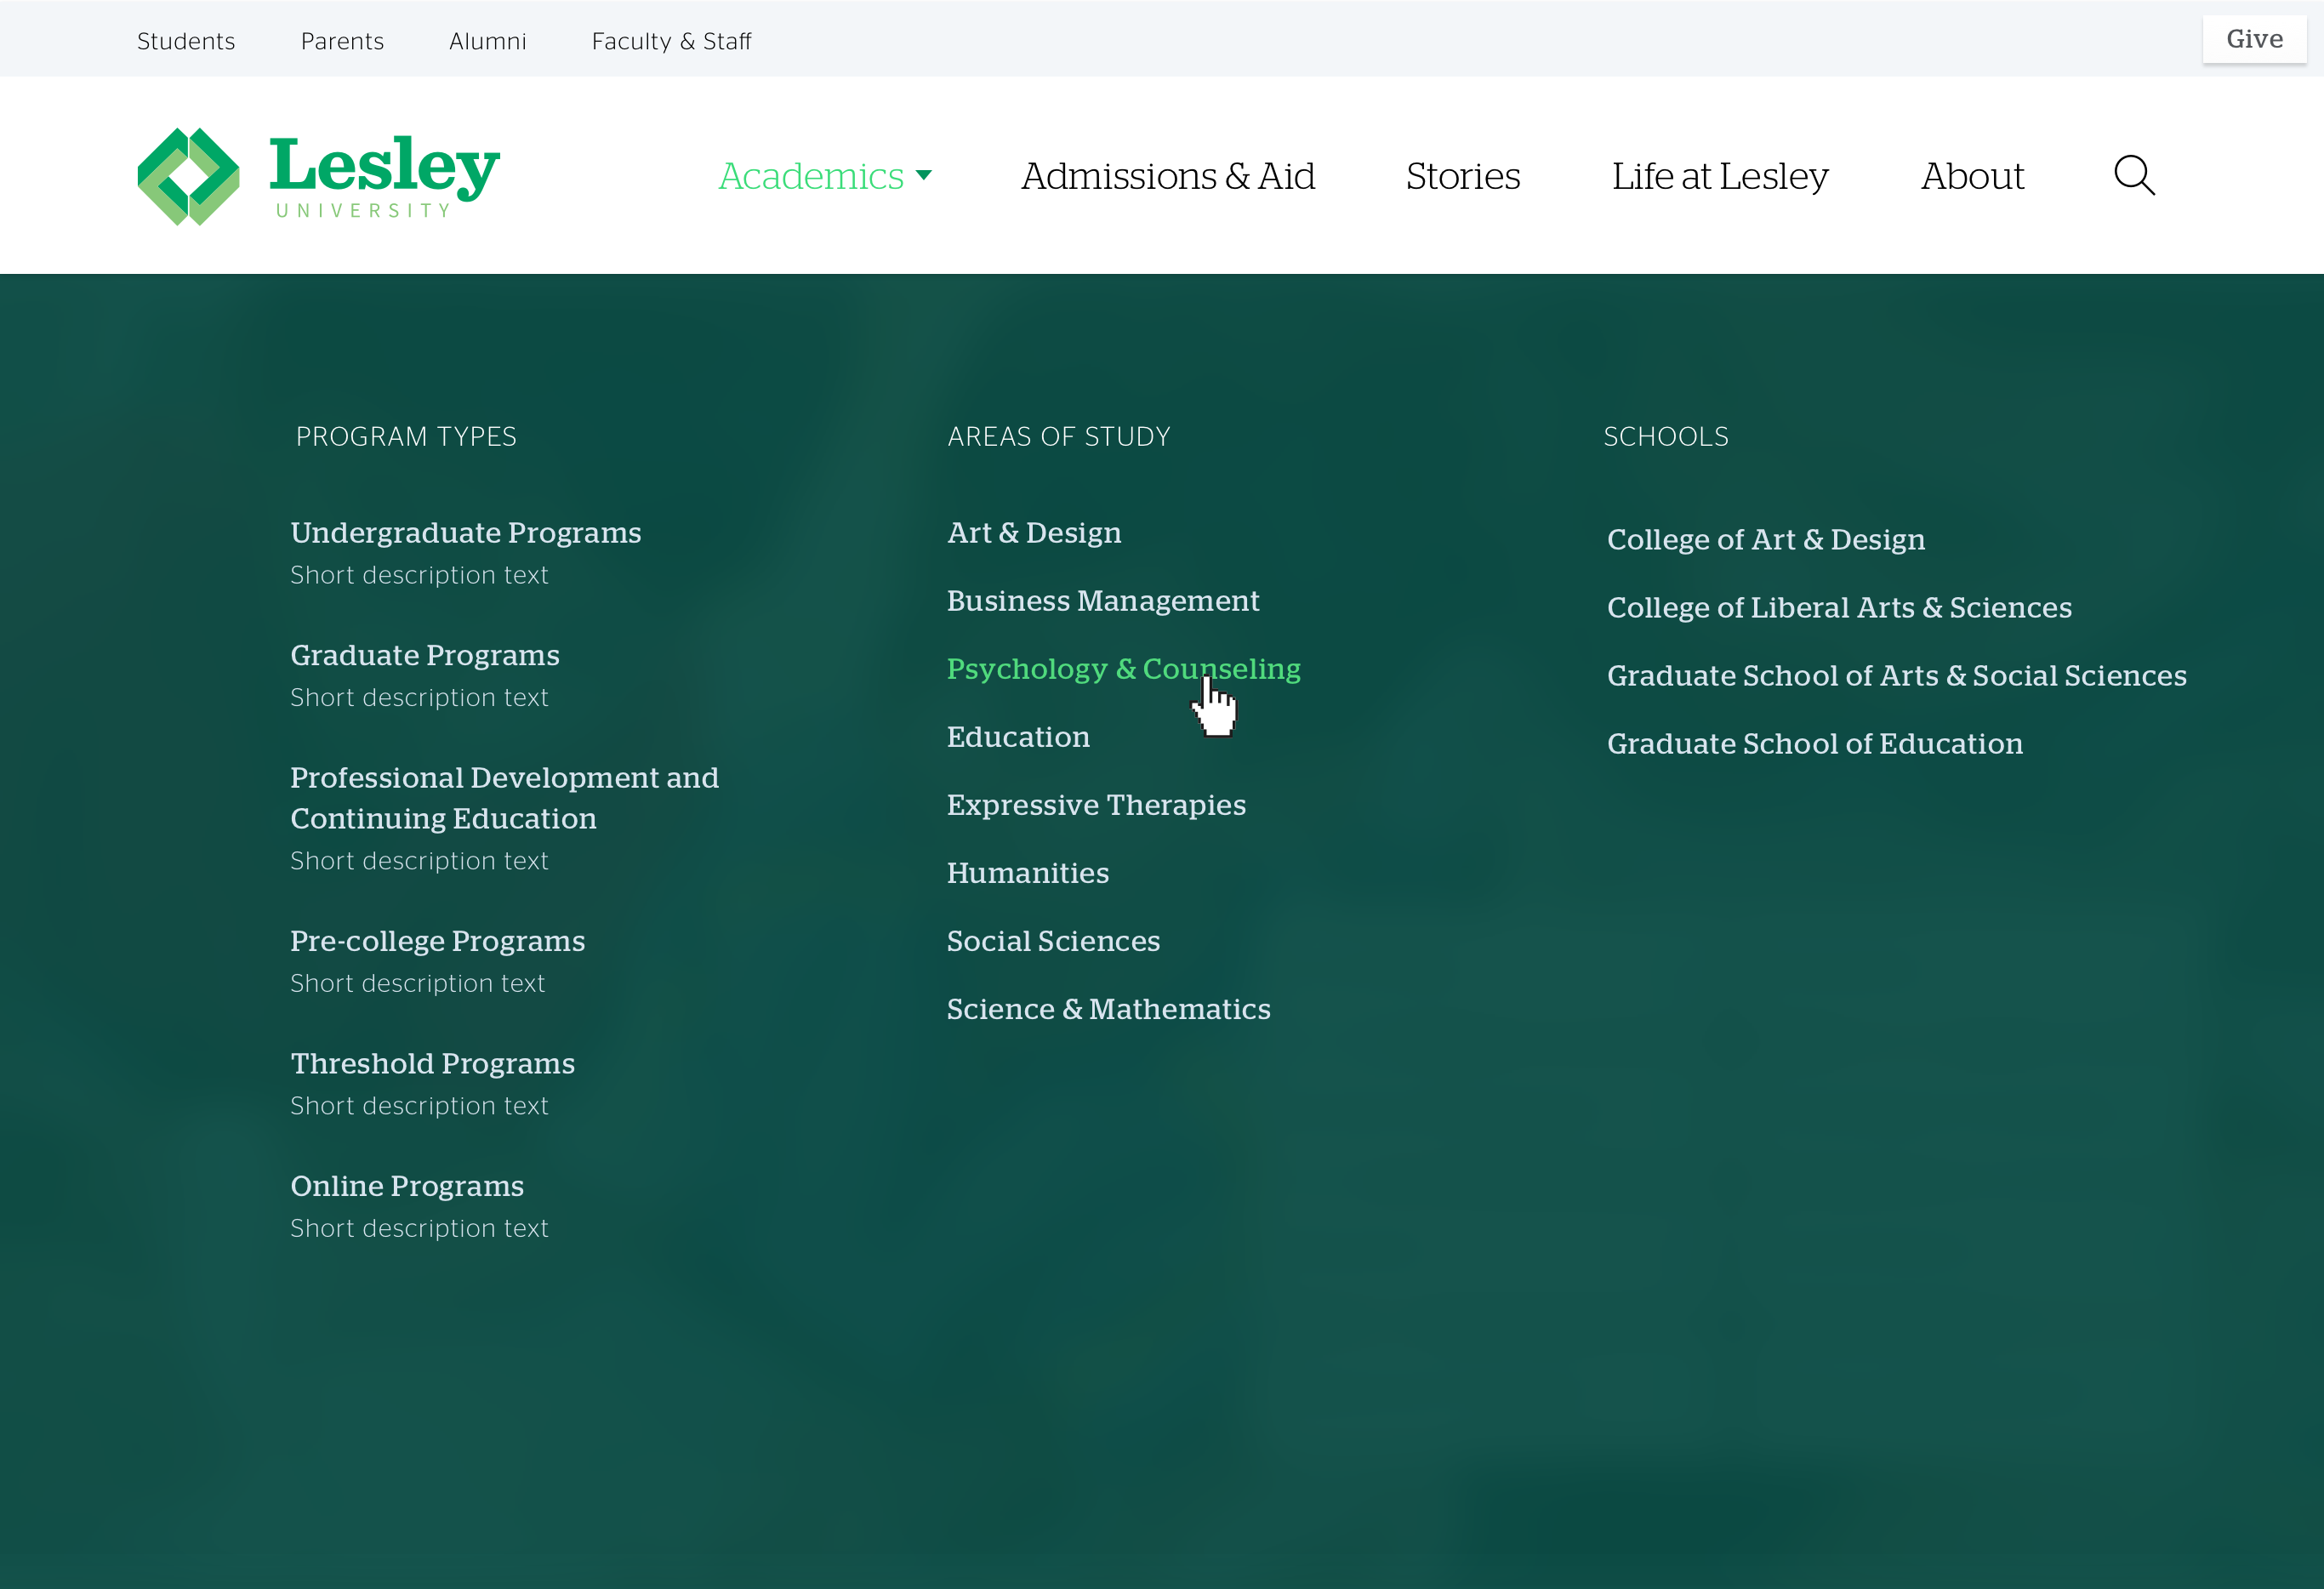 Students
Parents
Alumni
Faculty & Staff
Give
Lesley
UNIVERSITY
Academics
Admissions & Aid
Stories
Life at Lesley
About
PROGRAM TYPES
Undergraduate Programs
Short description text
Graduate Programs
Short description text
Professional Development and
Continuing Education
Short description text
Pre-college Programs
Short description text
Threshold Programs
Short description text
Online Programs
Short description text
AREAS OF STUDY
Art & Design
Business Management
Psychology & Counseling
Education
Expressive Therapies
Humanities
Social Sciences
Science & Mathematics
SCHOOLS
College of Art & Design
College of Liberal Arts & Sciences
Graduate School of Arts & Social Sciences
Graduate School of Education